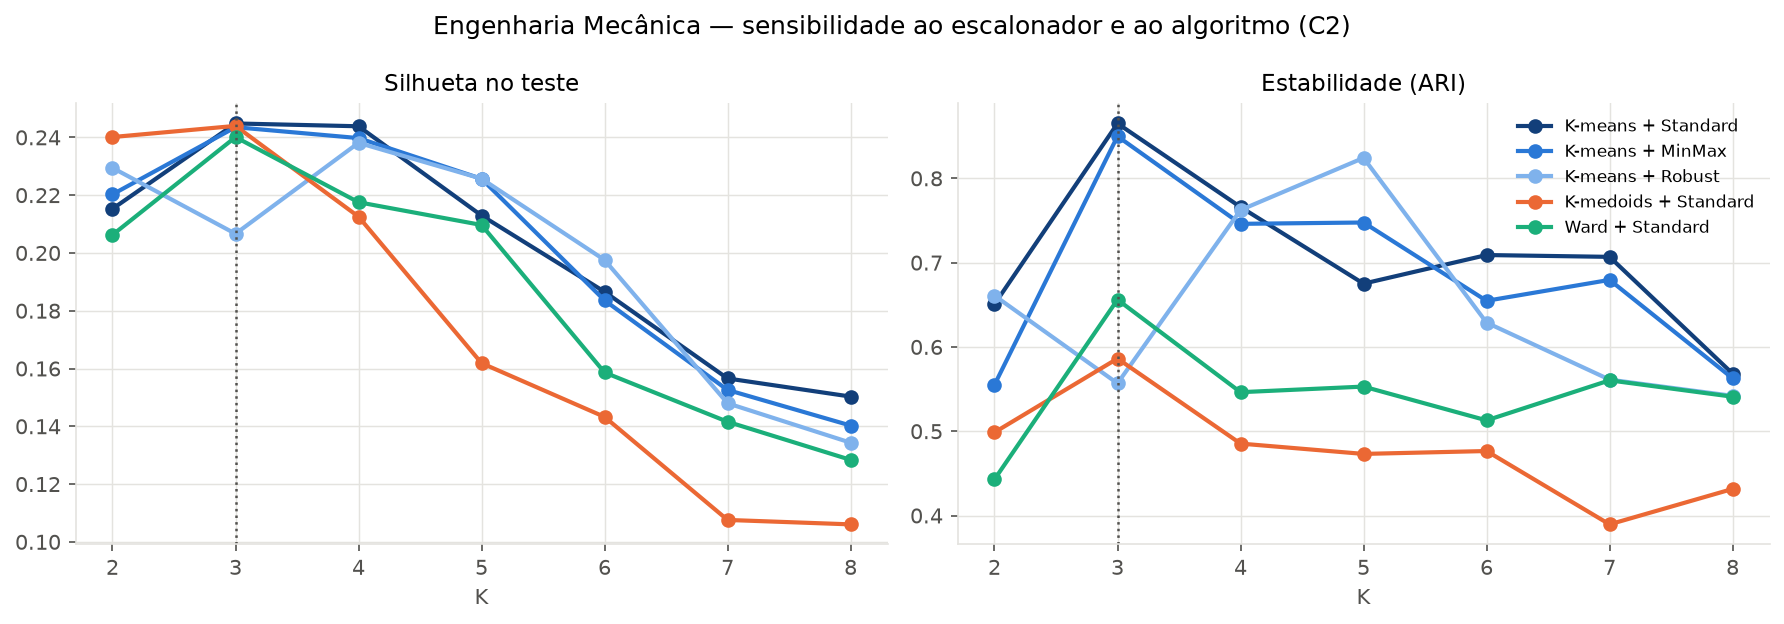 Engenharia Mecânica — sensibilidade ao escalonador e ao algoritmo (C2)
Silhueta no teste
0.24
0.22
0.20
0.18
0.16
0.14
0.12
0.10
2 3 4 5 6 7 8
K
Estabilidade (ARI)
K-means + Standard
K-means + MinMax
K-means + Robust
K-medoids + Standard
Ward + Standard
0.8
0.7
0.6
0.5
0.4
2 3 4 5 6 7 8
K